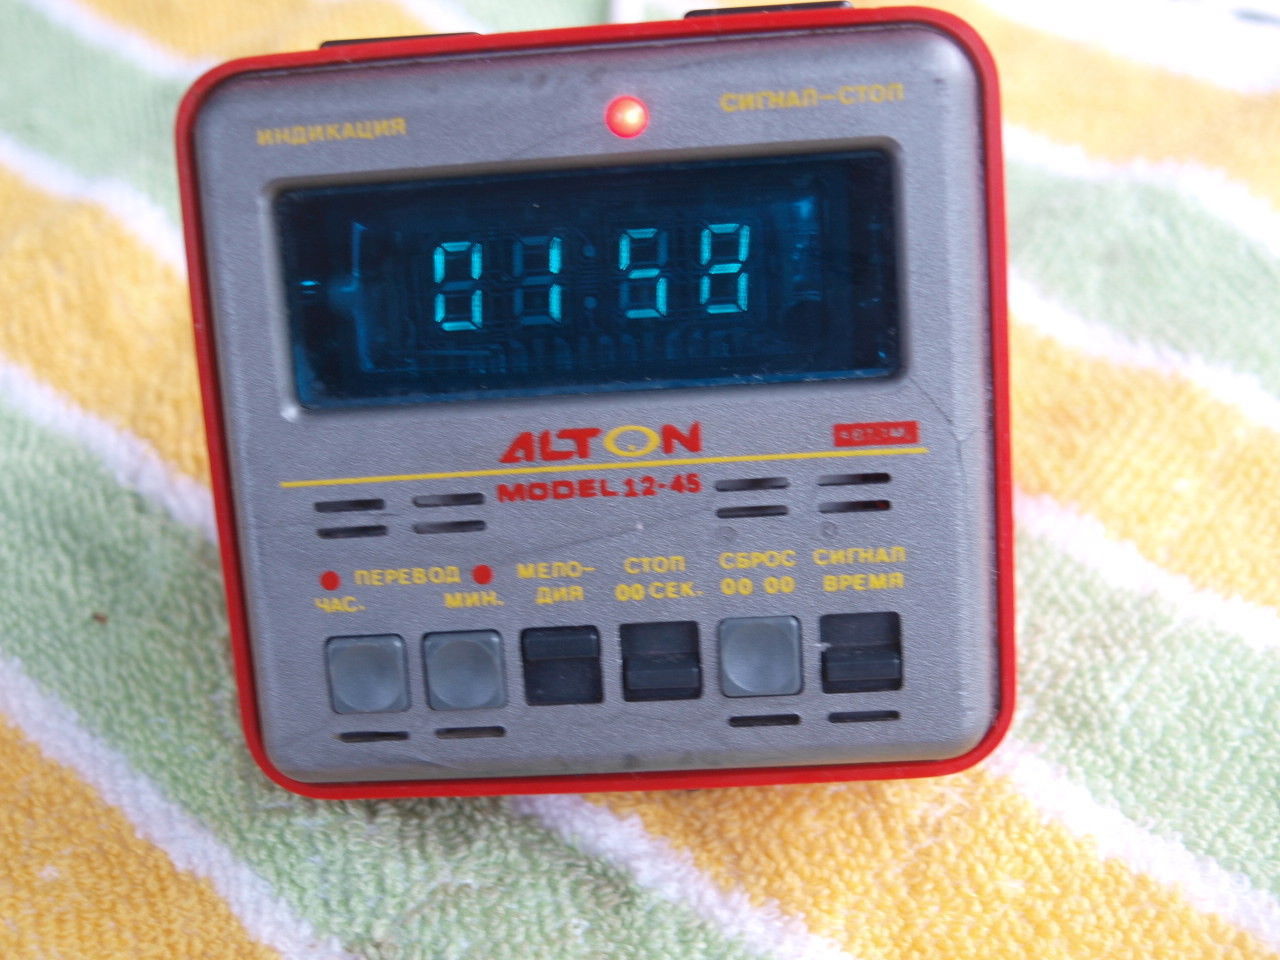 ИНДИКАЦИЯ
СИГНАЛ-СТОП
01 58
ALTON
MODEL 12-45
ПЕРЕВОД
ЧАС. МИН.
МЕЛО-
ДИЯ
СТОП
00 СЕК.
СБРОС
00 00
СИГНАЛ
ВРЕМЯ